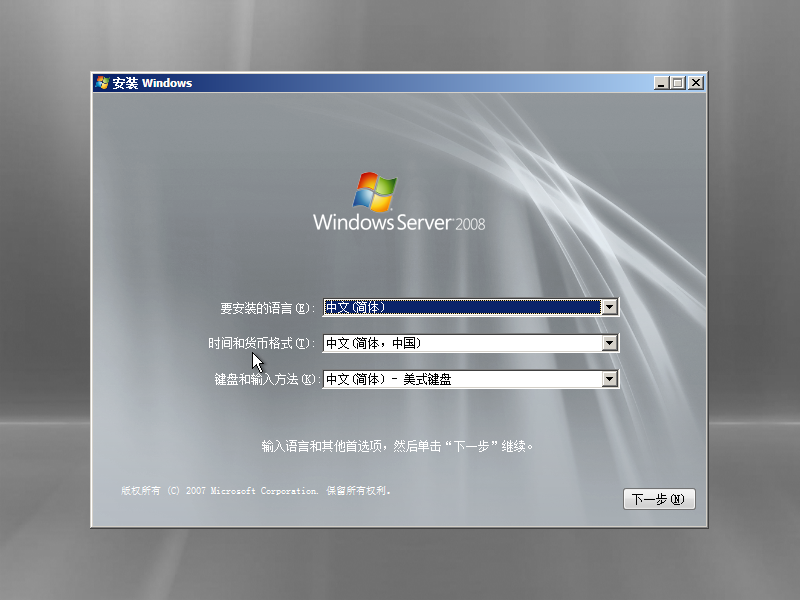 安装 Windows
Windows Server 2008
要安装的语言(E): 中文(简体)
时间和货币格式(T): 中文(简体，中国)
键盘和输入方法(K): 中文(简体) - 美式键盘
输入语言和其他首选项，然后单击“下一步”继续。
版权所有 (C) 2007 Microsoft Corporation. 保留所有权利。
下一步(N)